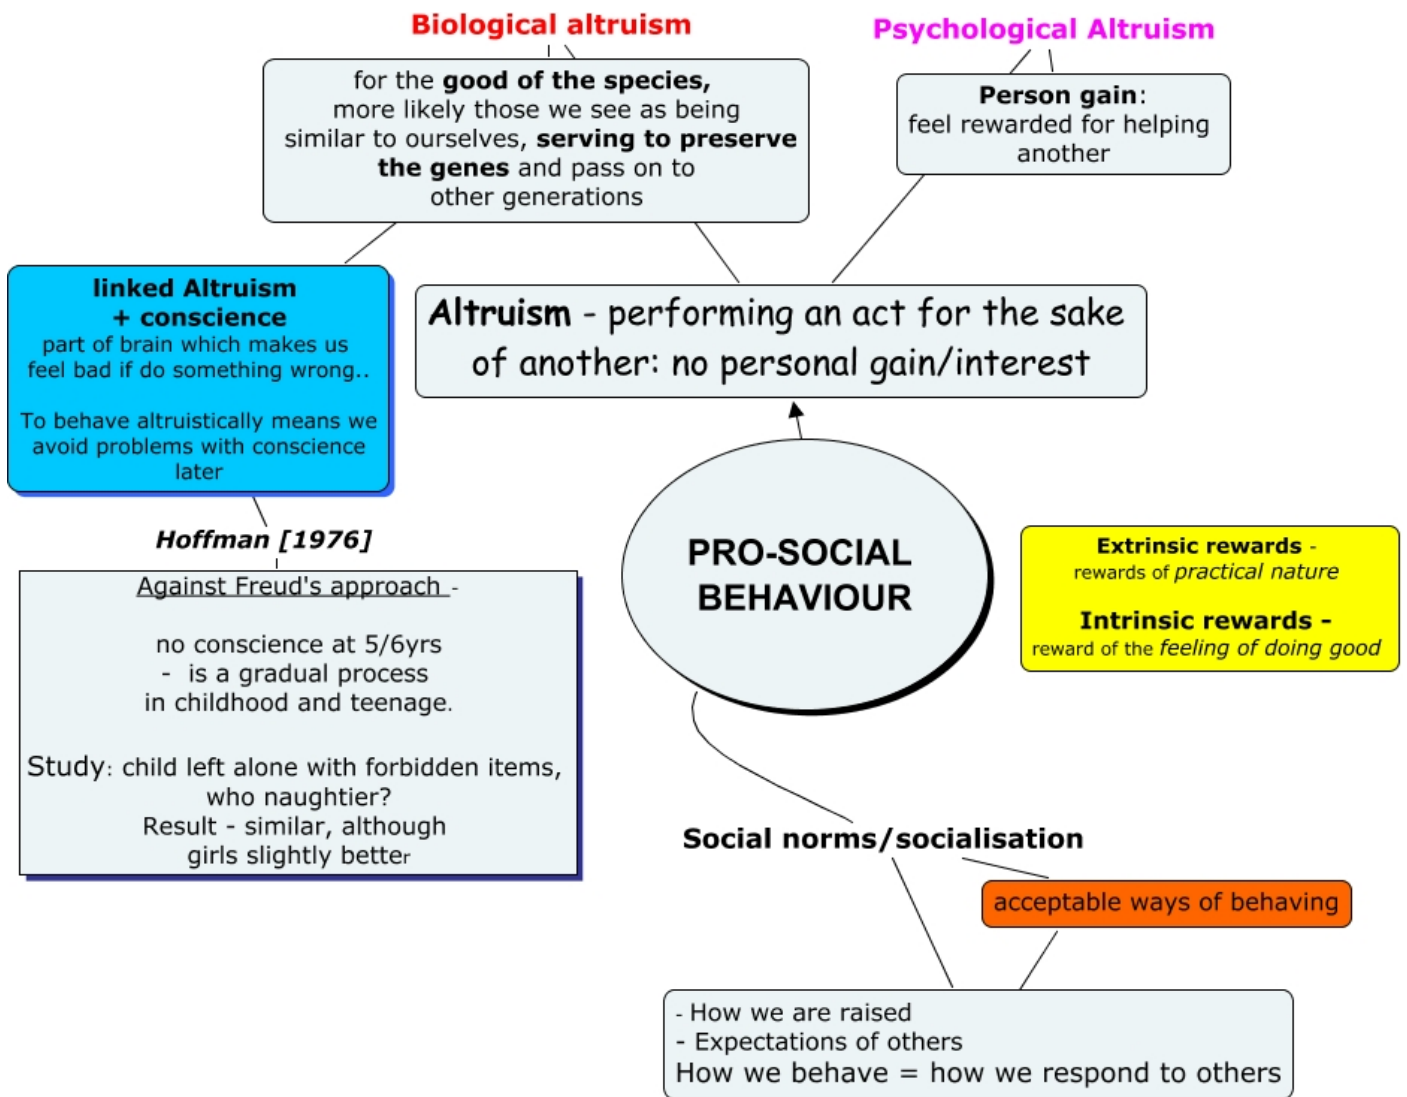 Biological altruism
Psychological Altruism
for the good of the species,
more likely those we see as being
similar to ourselves, serving to preserve
the genes and pass on to
other generations
Person gain:
feel rewarded for helping
another
linked Altruism
+ conscience
part of brain which makes us
feel bad if do something wrong..
To behave altruistically means we
avoid problems with conscience
later
Altruism - performing an act for the sake
of another: no personal gain/interest
Hoffman [1976]
Against Freud's approach -
no conscience at 5/6yrs
- is a gradual process
in childhood and teenage.
Study: child left alone with forbidden items,
who naughtier?
Result - similar, although
girls slightly better
PRO-SOCIAL
BEHAVIOUR
Extrinsic rewards -
rewards of practical nature
Intrinsic rewards -
reward of the feeling of doing good
Social norms/socialisation
acceptable ways of behaving
- How we are raised
- Expectations of others
How we behave = how we respond to others